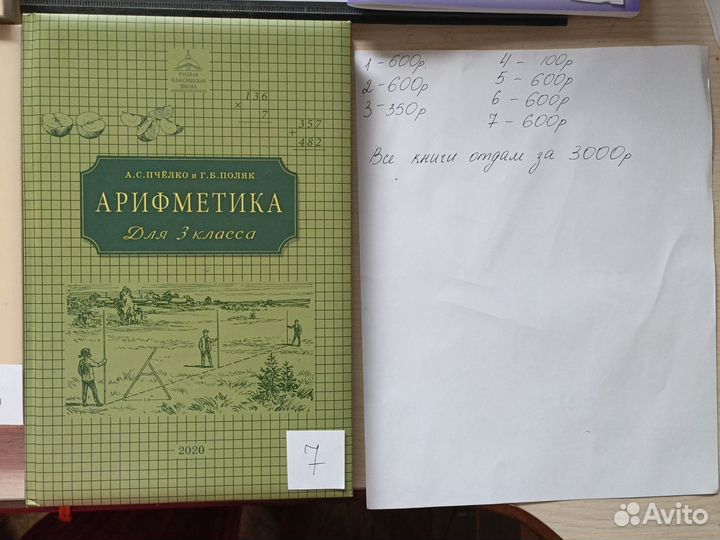 РУССКАЯ
КЛАССИЧЕСКАЯ
ШКОЛА
136
× 7
+ 357
482
А.С.ПЧЁЛКО и Г.Б.ПОЛЯК
АРИФМЕТИКА
Для 3 класса
2020
7
1 - 600р.
2 - 600р
3 - 350р
4 - 100р
5 - 600р
6 - 600р
7 - 600р
Все книги отдам за 3000р
Avito